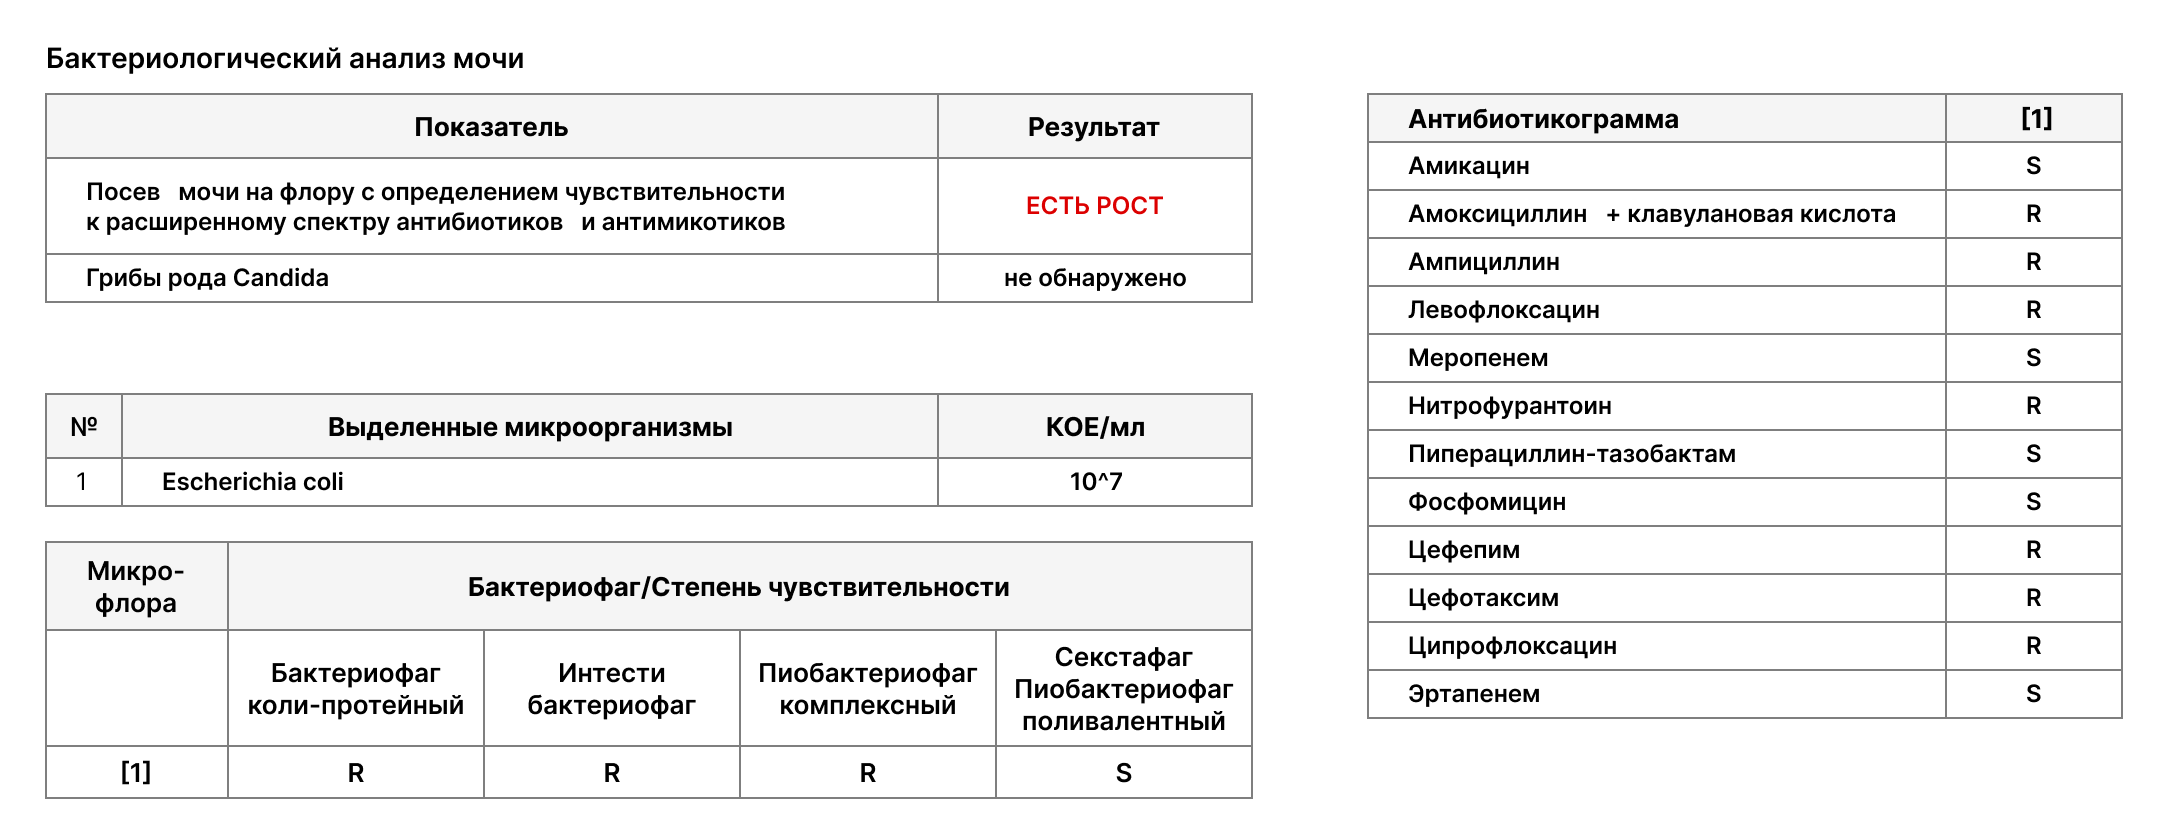 Бактериологический анализ мочи
Показатель Результат
Посев мочи на флору с определением чувствительности
к расширенному спектру антибиотиков и антимикотиков
ЕСТЬ РОСТ
Грибы рода Candida не обнаружено
№ Выделенные микроорганизмы КОЕ/мл
1 Escherichia coli 10^7
Микро-
флора
Бактериофаг/Степень чувствительности
Бактериофаг
коли-протейный
Интести
бактериофаг
Пиобактериофаг
комплексный
Секстафаг
Пиобактериофаг
поливалентный
[1] R R R S
Антибиотикограмма [1]
Амикацин S
Амоксициллин + клавулановая кислота R
Ампициллин R
Левофлоксацин R
Меропенем S
Нитрофурантоин R
Пиперациллин-тазобактам S
Фосфомицин S
Цефепим R
Цефотаксим R
Ципрофлоксацин R
Эртапенем S